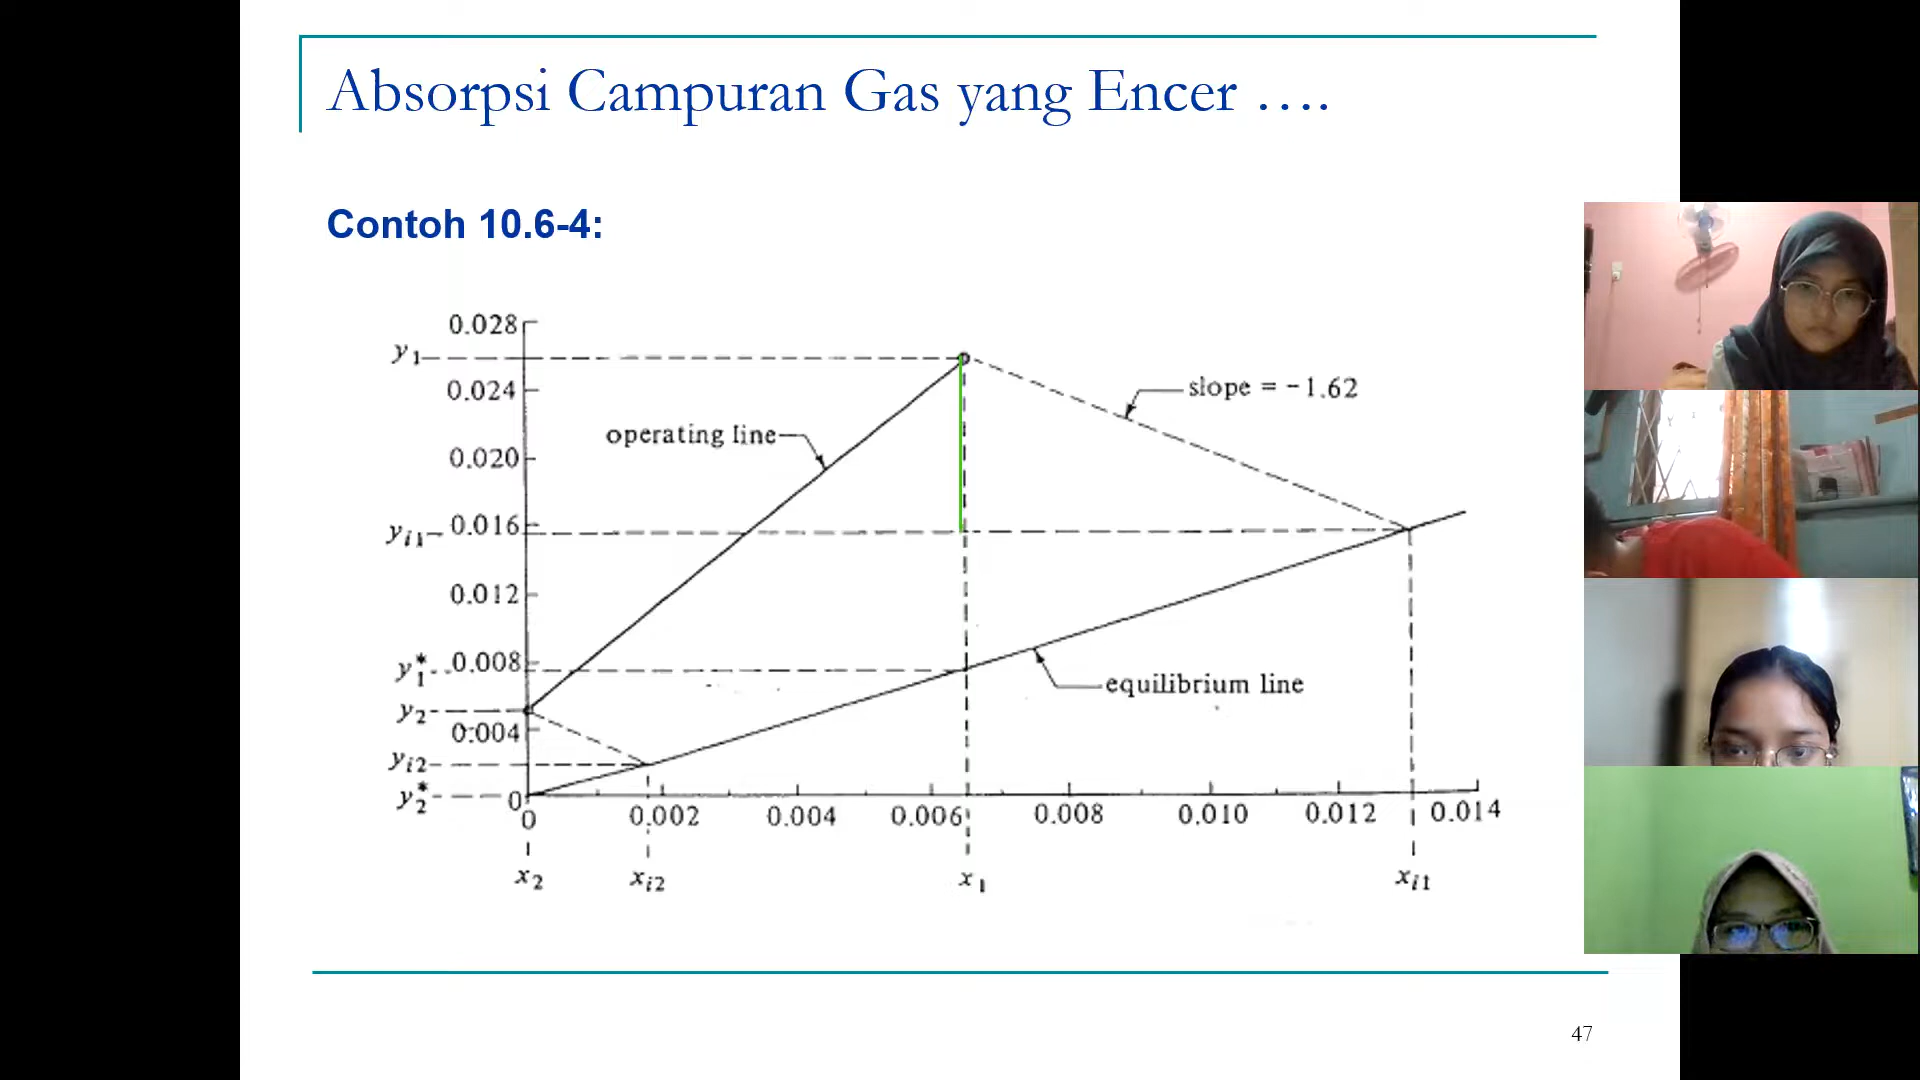 Absorpsi Campuran Gas yang Encer ….
Contoh 10.6-4:
0.028
y1
0.024
slope = -1.62
operating line
0.020
yi1
0.016
0.012
y1*
0.008
equilibrium line
y2
0.004
yi2
y2*
0
0 0.002 0.004 0.006 0.008 0.010 0.012 0.014
x2 xi2 x1 xi1
47